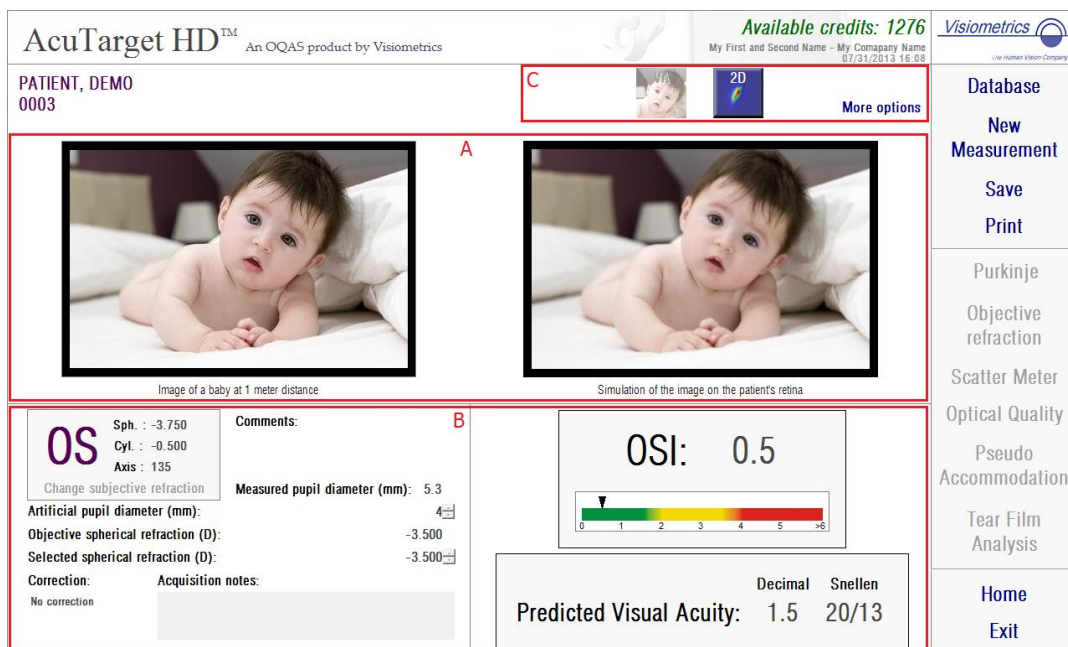 AcuTarget HD™ An OQAS product by Visiometrics
Available credits: 1276
My First and Second Name - My Comapany Name
07/31/2013 16:08
Visiometrics
The Human Vision Company
PATIENT, DEMO
0003
C
2D
More options
A
Image of a baby at 1 meter distance
Simulation of the image on the patient's retina
B
OS
Sph. : -3.750
Cyl. : -0.500
Axis : 135
Change subjective refraction
Comments:
Measured pupil diameter (mm): 5.3
Artificial pupil diameter (mm): 4
Objective spherical refraction (D): -3.500
Selected spherical refraction (D): -3.500
Correction: Acquisition notes:
No correction
OSI: 0.5
0 1 2 3 4 5 >6
Decimal Snellen
Predicted Visual Acuity: 1.5 20/13
Database
New
Measurement
Save
Print
Purkinje
Objective
refraction
Scatter Meter
Optical Quality
Pseudo
Accommodation
Tear Film
Analysis
Home
Exit